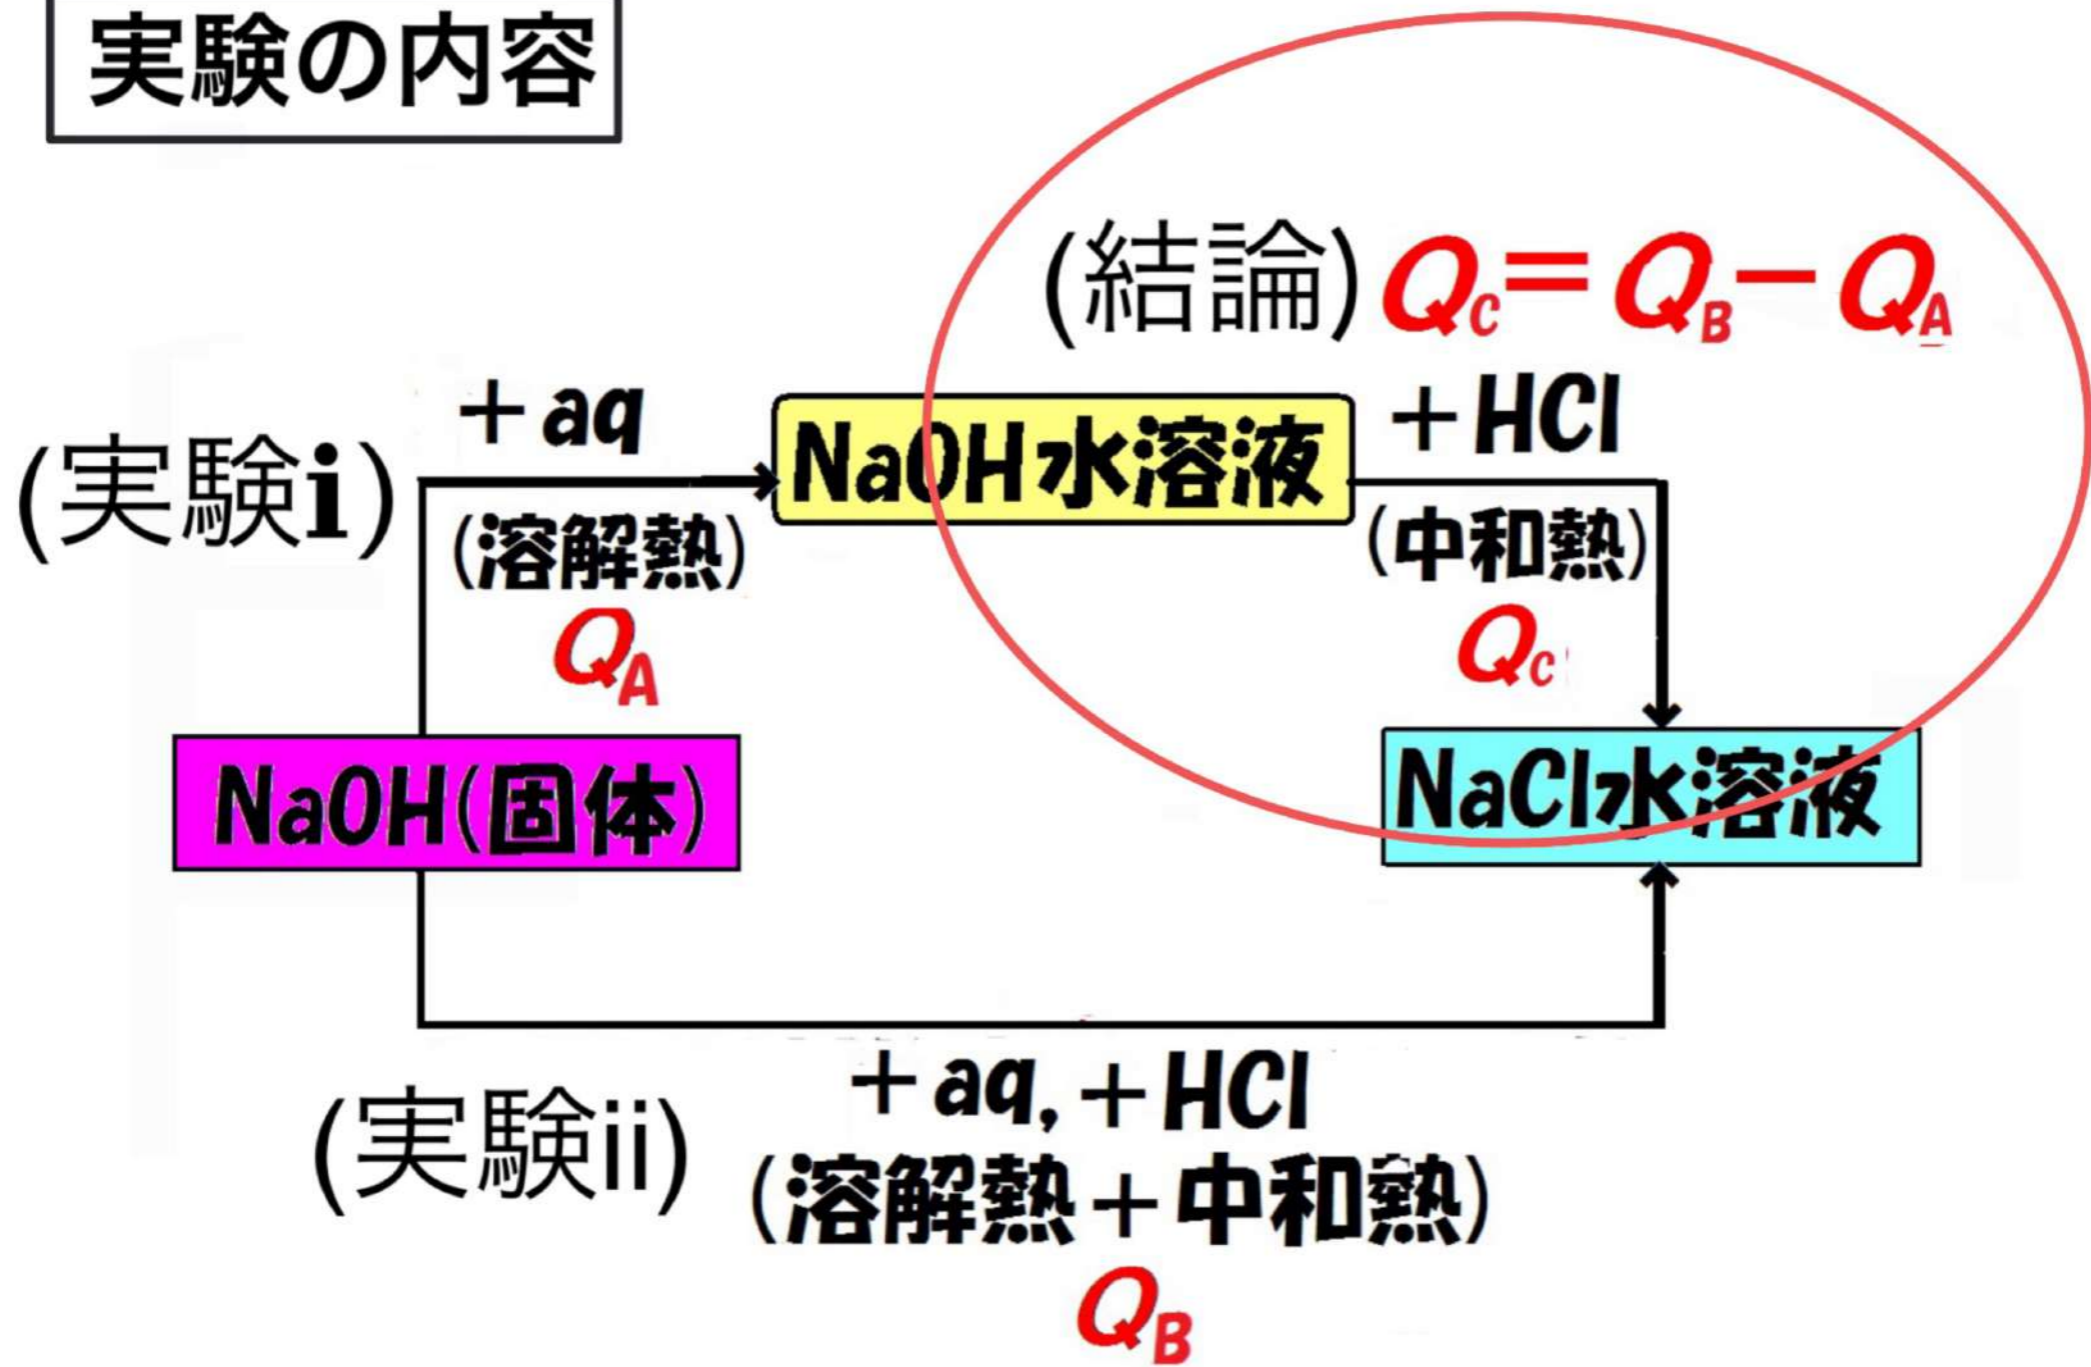 実験の内容
(結論)Qc=QB−QA
+aq
+HCl
(実験i)
NaOH水溶液
(溶解熱)
(中和熱)
QA
Qc
NaOH(固体)
NaCl水溶液
+aq,+HCl
(実験ii)
(溶解熱+中和熱)
QB